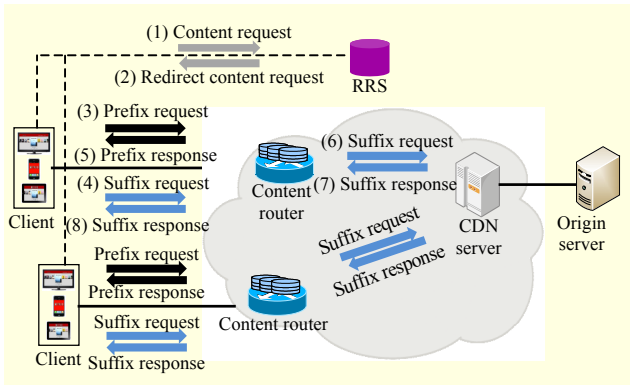 (1) Content request
(2) Redirect content request
RRS
(3) Prefix request
(5) Prefix response
(4) Suffix request
(8) Suffix response
Client
Content
router
(6) Suffix request
(7) Suffix response
CDN
server
Origin
server
Suffix request
Suffix response
Prefix request
Prefix response
Content router
Suffix request
Suffix response
Client